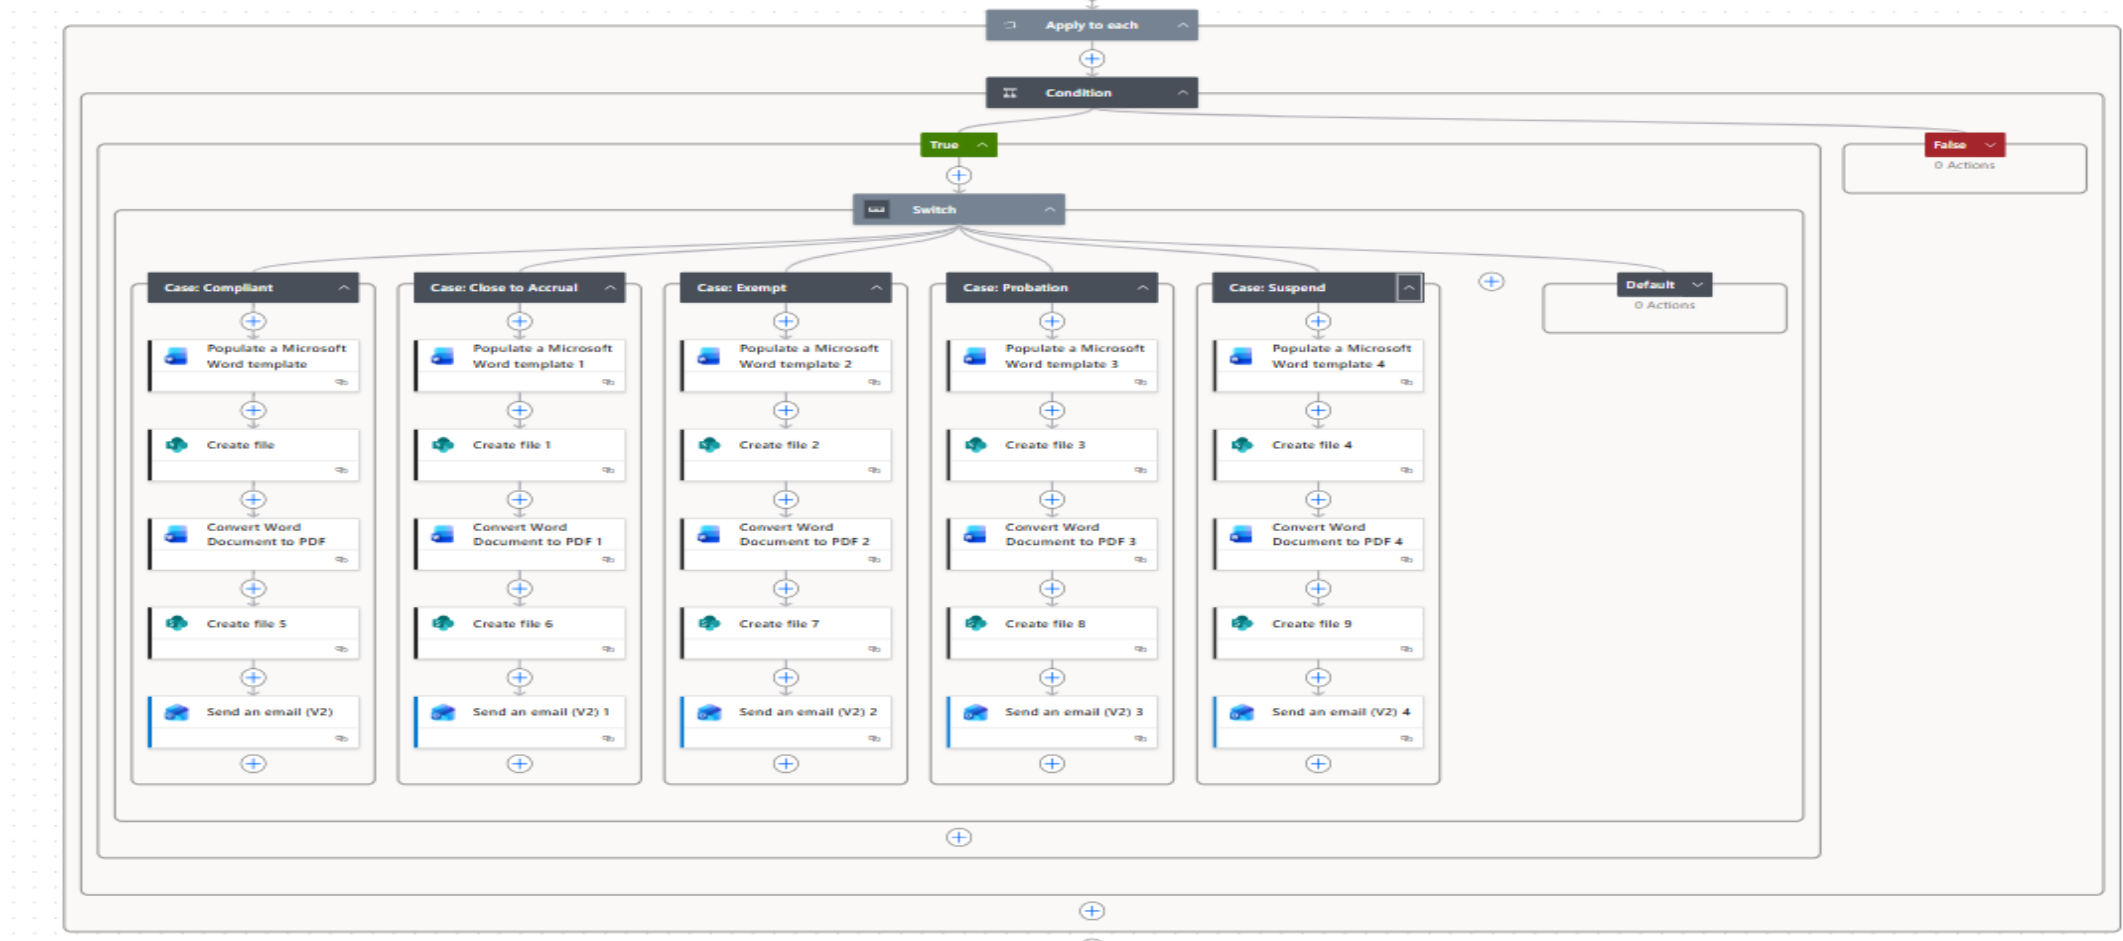 Apply to each
Condition
True
False
0 Actions
Switch
Case: Compliant
Case: Close to Accrual
Case: Exempt
Case: Probation
Case: Suspend
Default
0 Actions
Populate a Microsoft
Word template
Populate a Microsoft
Word template 1
Populate a Microsoft
Word template 2
Populate a Microsoft
Word template 3
Populate a Microsoft
Word template 4
Create file
Create file 1
Create file 2
Create file 3
Create file 4
Convert Word
Document to PDF
Convert Word
Document to PDF 1
Convert Word
Document to PDF 2
Convert Word
Document to PDF 3
Convert Word
Document to PDF 4
Create file 5
Create file 6
Create file 7
Create file 8
Create file 9
Send an email (V2)
Send an email (V2) 1
Send an email (V2) 2
Send an email (V2) 3
Send an email (V2) 4